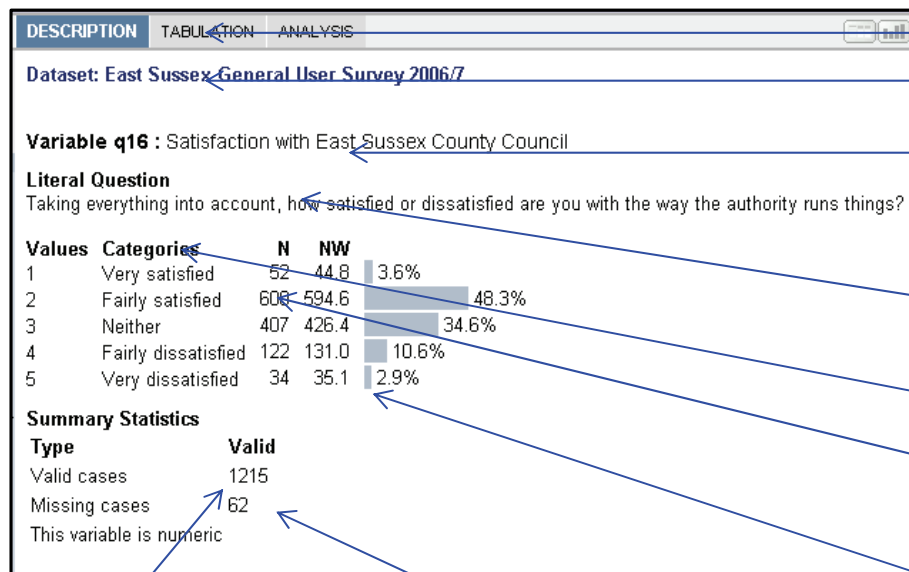 DESCRIPTION TABULATION ANALYSIS
Dataset: East Sussex General User Survey 2006/7
Variable q16 : Satisfaction with East Sussex County Council
Literal Question
Taking everything into account, how satisfied or dissatisfied are you with the way the authority runs things?
Values Categories N NW
1 Very satisfied 52 44.8 3.6%
2 Fairly satisfied 600 594.6 48.3%
3 Neither 407 426.4 34.6%
4 Fairly dissatisfied 122 131.0 10.6%
5 Very dissatisfied 34 35.1 2.9%
Summary Statistics
Type Valid
Valid cases 1215
Missing cases 62
This variable is numeric